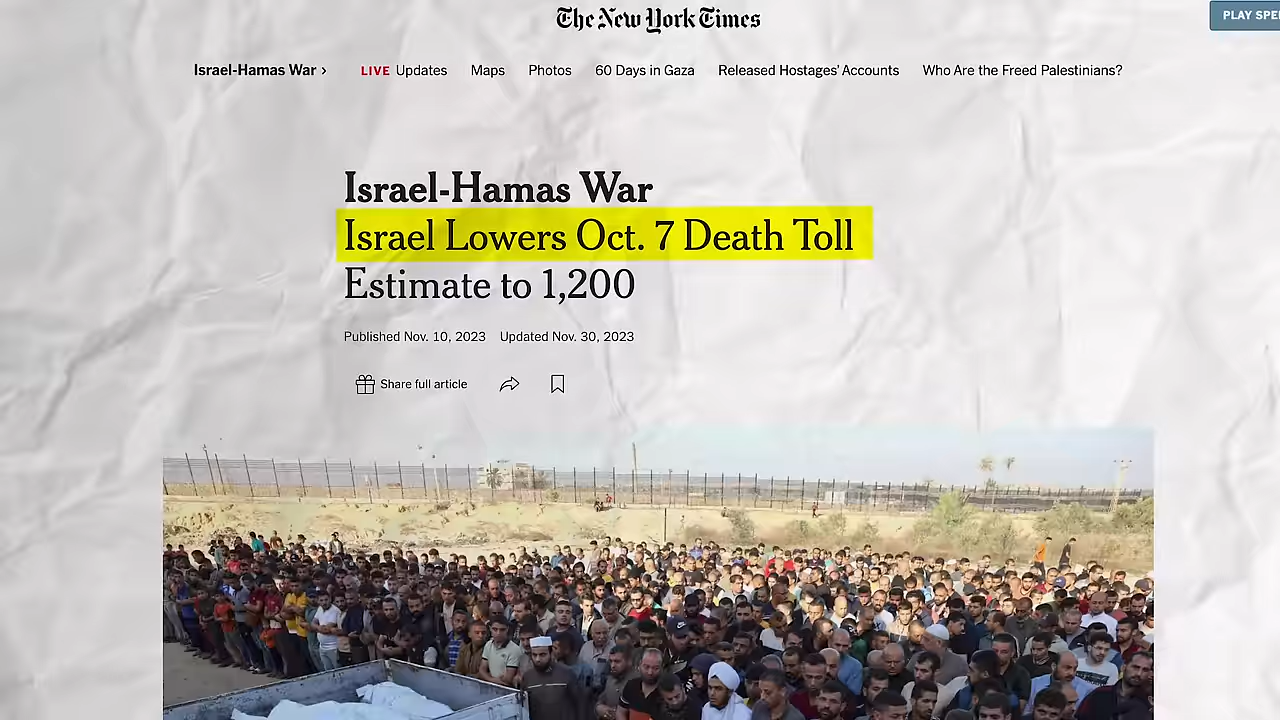 The New York Times
PLAY SPE
Israel-Hamas War ›
LIVE Updates
Maps
Photos
60 Days in Gaza
Released Hostages' Accounts
Who Are the Freed Palestinians?
Israel-Hamas War
Israel Lowers Oct. 7 Death Toll
Estimate to 1,200
Published Nov. 10, 2023 Updated Nov. 30, 2023
Share full article